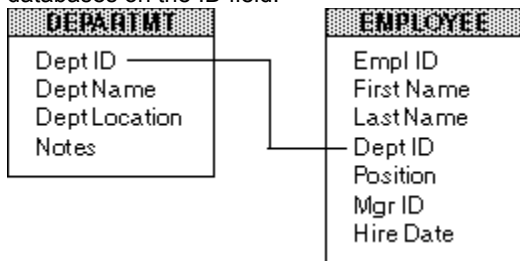 databases on the ID field.
DEPARTMT
Dept ID
Dept Name
Dept Location
Notes
EMPLOYEE
Empl ID
First Name
Last Name
Dept ID
Position
Mgr ID
Hire Date